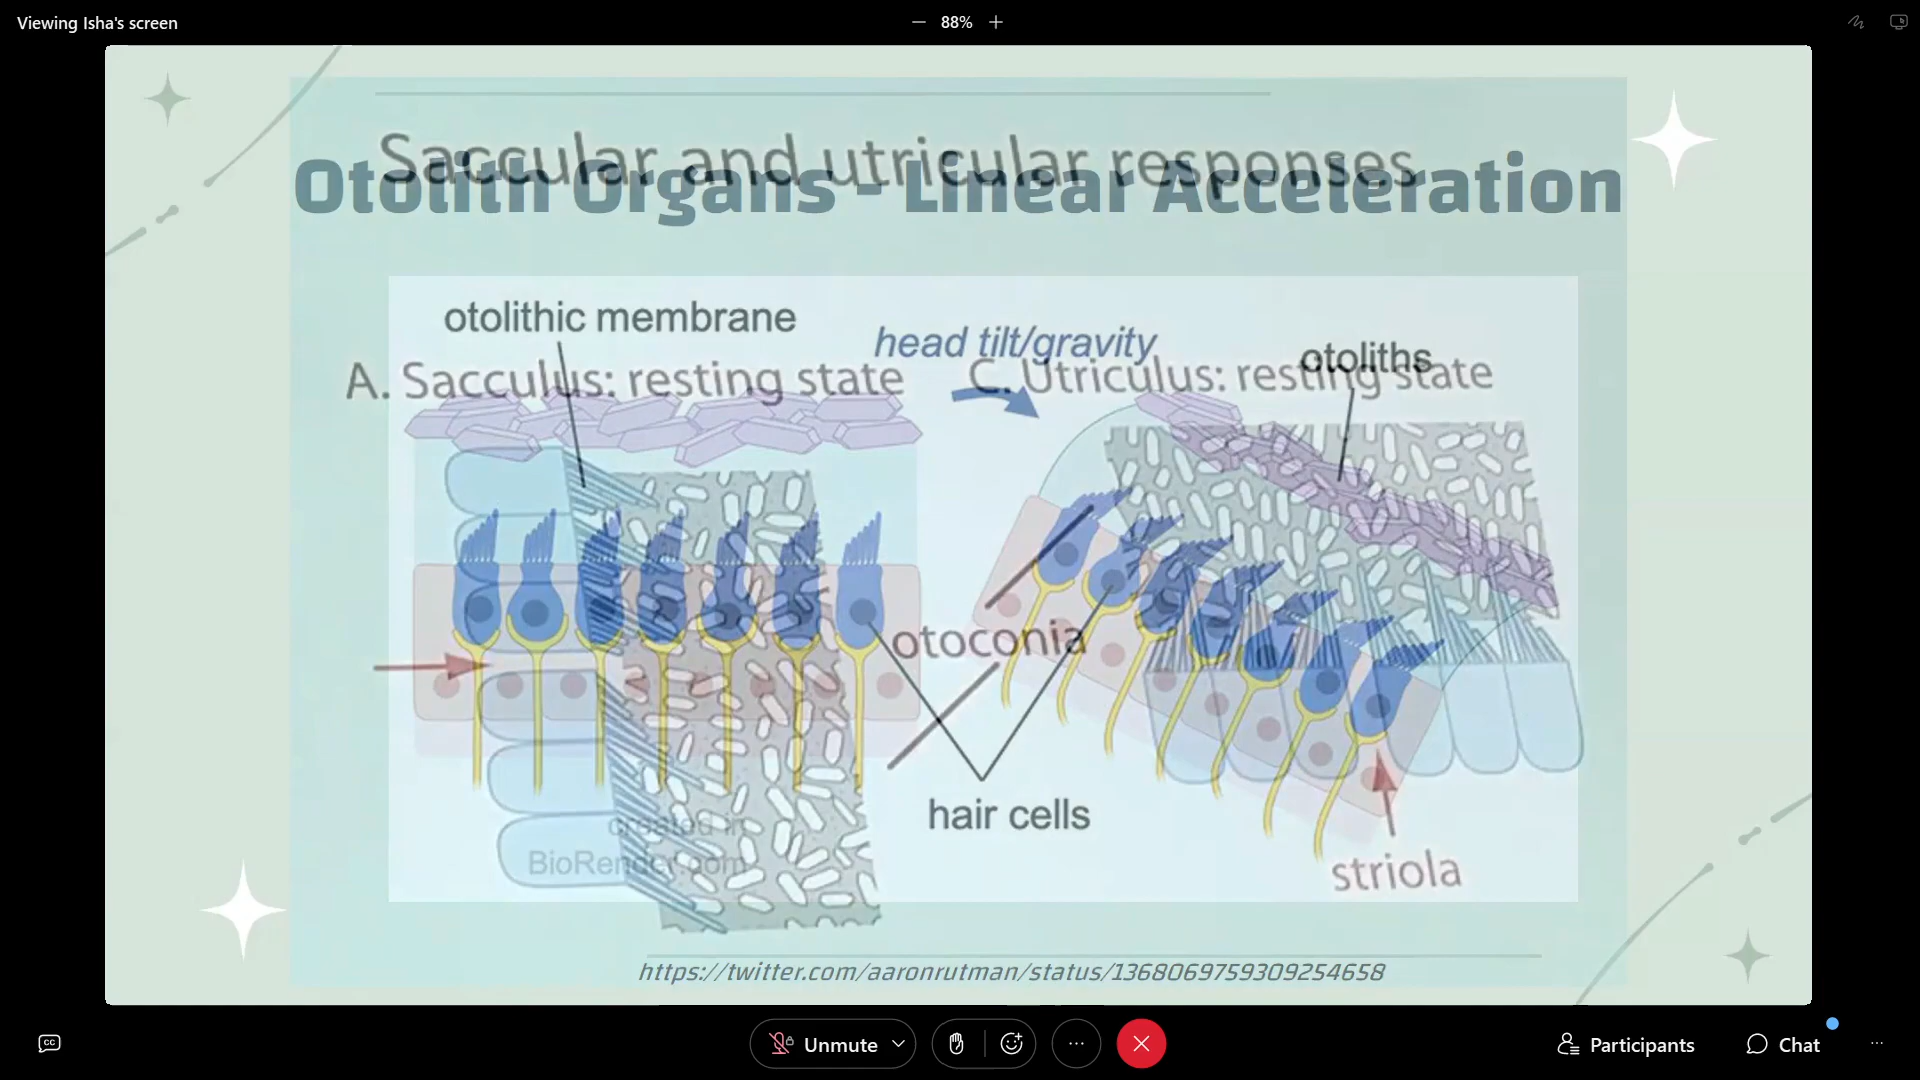 Viewing Isha's screen
88%
Saccular and utricular responses
Otolith Organs - Linear Acceleration
otolithic membrane
head tilt/gravity
otoliths
A. Sacculus: resting state
C. Utriculus: resting state
otoconia
hair cells
created in
BioRender.com
striola
https://twitter.com/aaronrutman/status/1368069759309254658
CC
Unmute
Participants
Chat